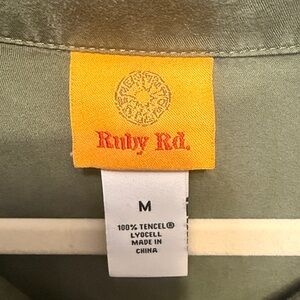 Ruby Rd.
M
100% TENCEL®
LYOCELL
MADE IN
CHINA